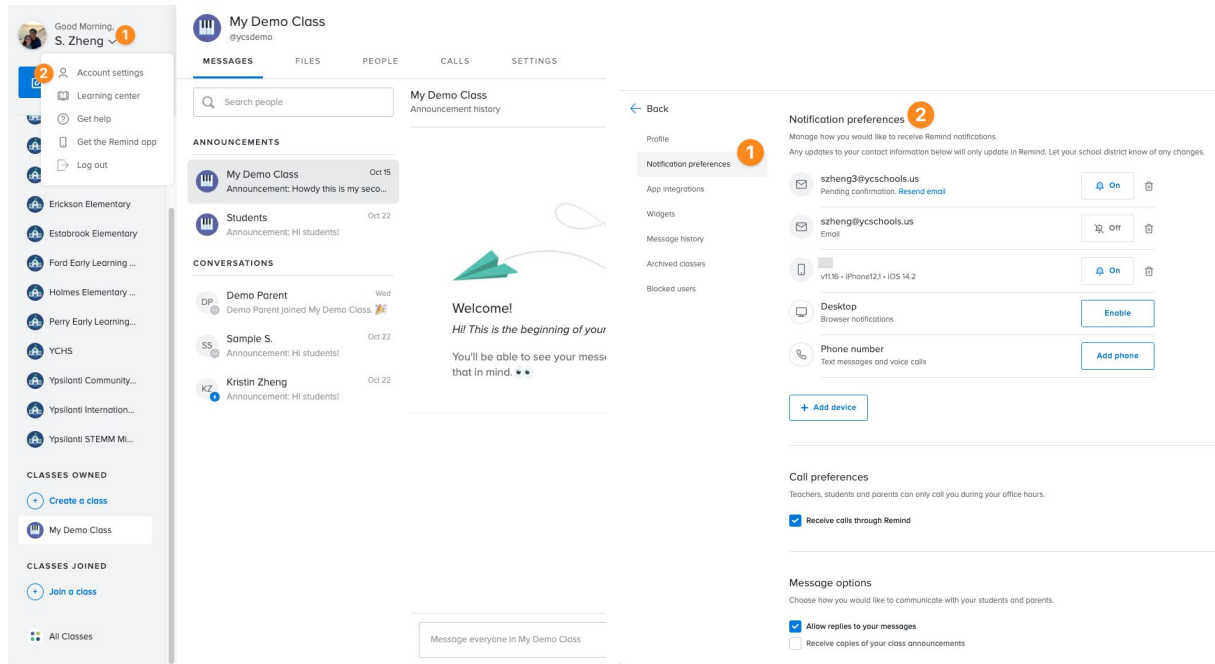 Good Morning,
S. Zheng
1
2
Account settings
Learning center
Get help
Get the Remind app
Log out
Erickson Elementary
Estabrook Elementary
Ford Early Learning ...
Holmes Elementary ...
Perry Early Learning...
YCHS
Ypsilanti Community...
Ypsilanti Internation...
Ypsilanti STEMM Mi...
CLASSES OWNED
+ Create a class
My Demo Class
CLASSES JOINED
+ Join a class
All Classes
My Demo Class
@ycsdemo
MESSAGES FILES PEOPLE CALLS SETTINGS
Search people
ANNOUNCEMENTS
My Demo Class Oct 15
Announcement: Howdy this is my seco...
Students Oct 22
Announcement: Hi students!
CONVERSATIONS
DP Demo Parent Wed
Demo Parent joined My Demo Class. 🎉
SS Sample S. Oct 22
Announcement: Hi students!
KZ Kristin Zheng Oct 22
Announcement: Hi students!
My Demo Class
Announcement history
Welcome!
Hi! This is the beginning of your
You'll be able to see your mess
that in mind. 👀
Message everyone in My Demo Class
← Back
Profile
Notification preferences
1
App integrations
Widgets
Message history
Archived classes
Blocked users
Notification preferences 2
Manage how you would like to receive Remind notifications.
Any updates to your contact information below will only update in Remind. Let your school district know of any changes.
szheng3@ycschools.us
Pending confirmation. Resend email
On
szheng@ycschools.us
Email
Off
v11.16 • iPhone12,1 • iOS 14.2
On
Desktop
Browser notifications
Enable
Phone number
Text messages and voice calls
Add phone
+ Add device
Call preferences
Teachers, students and parents can only call you during your office hours.
Receive calls through Remind
Message options
Choose how you would like to communicate with your students and parents.
Allow replies to your messages
Receive copies of your class announcements